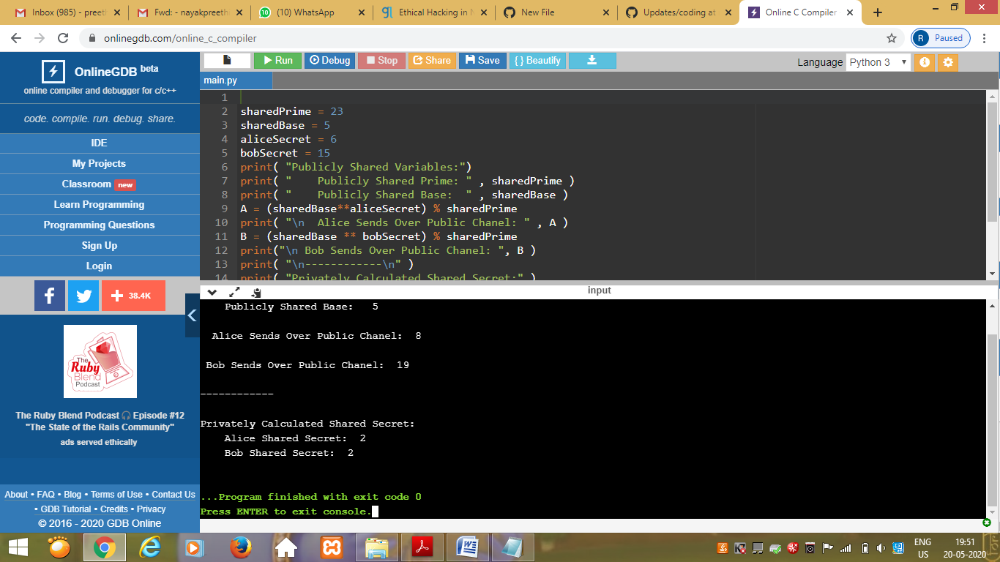 Inbox (985) - preeth
Fwd: - nayakpreethi
(10) WhatsApp
Ethical Hacking in
New File
Updates/coding at
Online C Compiler
onlinegdb.com/online_c_compiler
R Paused
OnlineGDB beta
online compiler and debugger for c/c++
code. compile. run. debug. share.
IDE
My Projects
Classroom new
Learn Programming
Programming Questions
Sign Up
Login
38.4K
The
Ruby
Blend
Podcast
The Ruby Blend Podcast 🎧 Episode #12
"The State of the Rails Community"
ads served ethically
About • FAQ • Blog • Terms of Use • Contact Us
• GDB Tutorial • Credits • Privacy
© 2016 - 2020 GDB Online
Run Debug Stop Share Save { } Beautify
Language Python 3
main.py
1
2 sharedPrime = 23
3 sharedBase = 5
4 aliceSecret = 6
5 bobSecret = 15
6 print( "Publicly Shared Variables:")
7 print( "    Publicly Shared Prime: " , sharedPrime )
8 print( "    Publicly Shared Base:  " , sharedBase )
9 A = (sharedBase**aliceSecret) % sharedPrime
10 print( "\n  Alice Sends Over Public Chanel: " , A )
11 B = (sharedBase ** bobSecret) % sharedPrime
12 print("\n Bob Sends Over Public Chanel: ", B )
13 print( "\n------------\n" )
14 print( "Privately Calculated Shared Secret:" )
input
Publicly Shared Base:   5
Alice Sends Over Public Chanel:  8
Bob Sends Over Public Chanel:  19
------------
Privately Calculated Shared Secret:
Alice Shared Secret:  2
Bob Shared Secret:  2
...Program finished with exit code 0
Press ENTER to exit console.
ENG
US
19:51
20-05-2020